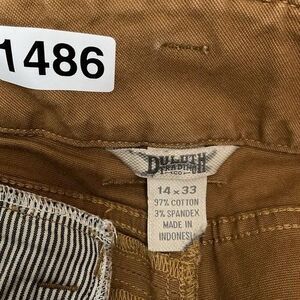 1486
DULUTH
TRADING
CO
14 x 33
97% COTTON
3% SPANDEX
MADE IN
INDONESIA